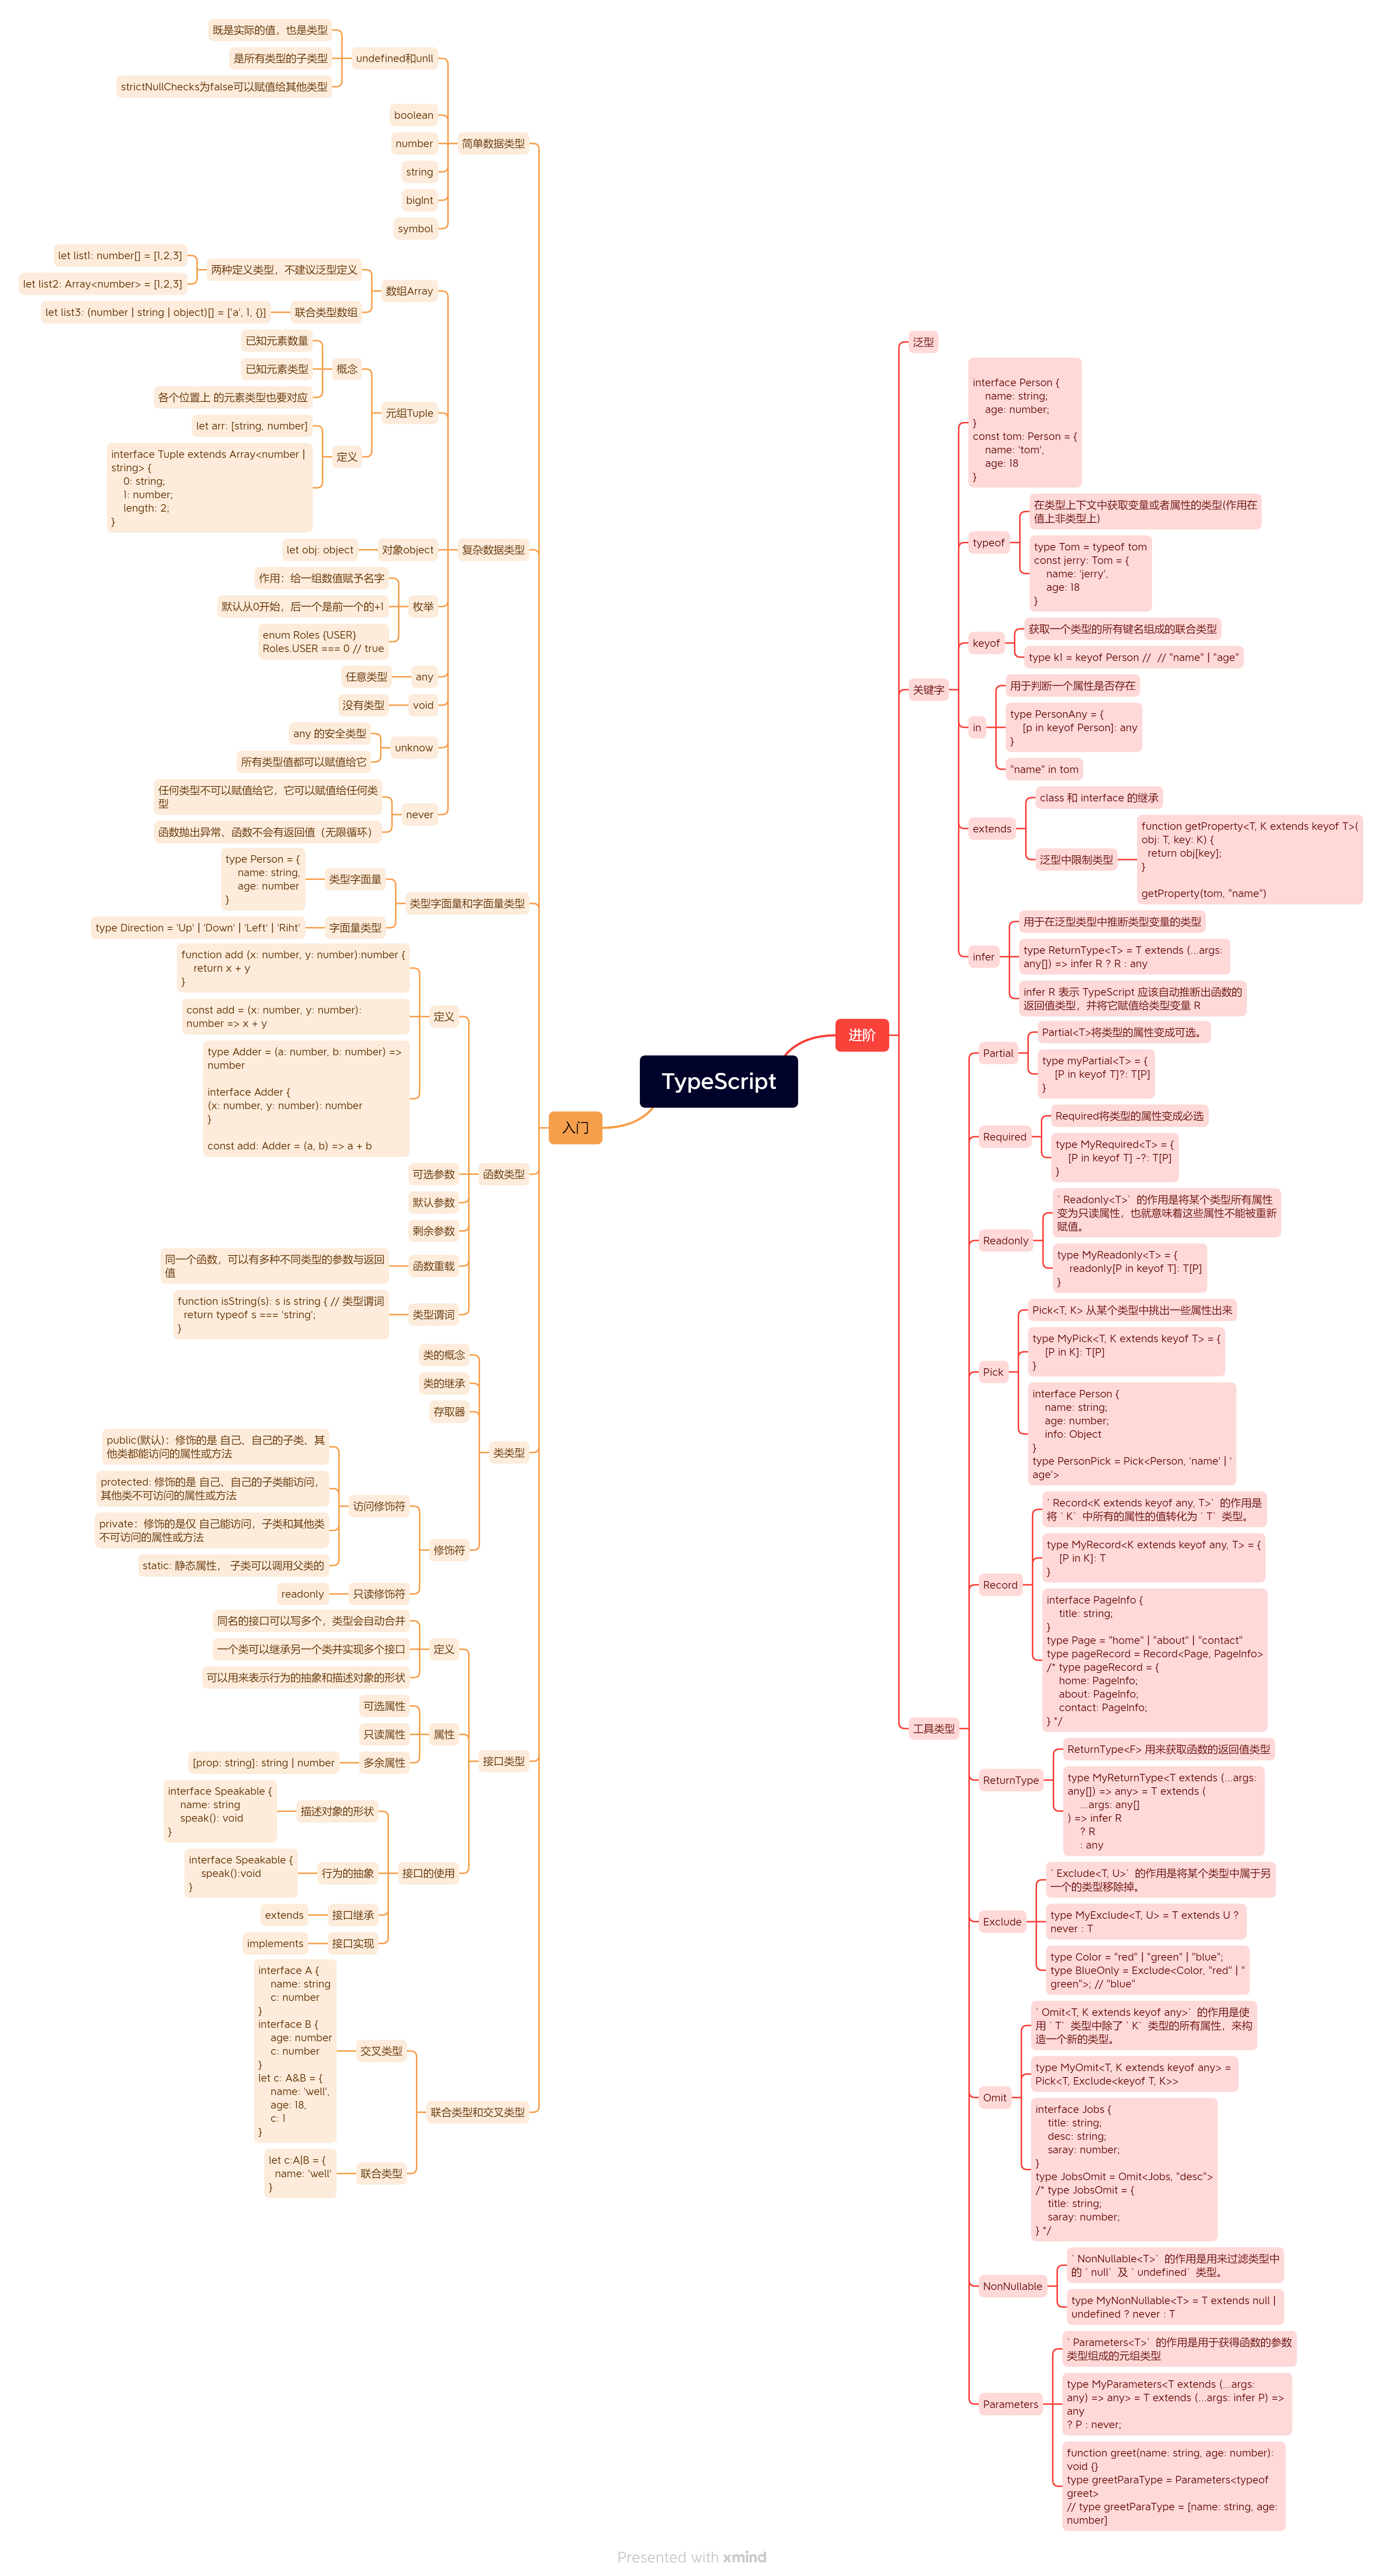 TypeScript
入门
简单数据类型
undefined和unll
既是实际的值，也是类型
是所有类型的子类型
strictNullChecks为false可以赋值给其他类型
boolean
number
string
bigInt
symbol
复杂数据类型
数组Array
两种定义类型，不建议泛型定义
let list1: number[] = [1,2,3]
let list2: Array<number> = [1,2,3]
联合类型数组
let list3: (number | string | object)[] = ['a', 1, {}]
元组Tuple
概念
已知元素数量
已知元素类型
各个位置上 的元素类型也要对应
定义
let arr: [string, number]
interface Tuple extends Array<number |
string> {
0: string;
1: number;
length: 2;
}
对象object
let obj: object
枚举
作用：给一组数值赋予名字
默认从0开始，后一个是前一个的+1
enum Roles {USER}
Roles.USER === 0 // true
any
任意类型
void
没有类型
unknow
any 的安全类型
所有类型值都可以赋值给它
never
任何类型不可以赋值给它，它可以赋值给任何类
型
函数抛出异常、函数不会有返回值（无限循环）
类型字面量和字面量类型
类型字面量
type Person = {
name: string,
age: number
}
字面量类型
type Direction = 'Up' | 'Down' | 'Left' | 'Riht'
函数类型
定义
function add (x: number, y: number):number {
return x + y
}
const add = (x: number, y: number):
number => x + y
type Adder = (a: number, b: number) =>
number
interface Adder {
(x: number, y: number): number
}
const add: Adder = (a, b) => a + b
可选参数
默认参数
剩余参数
函数重载
同一个函数，可以有多种不同类型的参数与返回
值
类型谓词
function isString(s): s is string { // 类型谓词
return typeof s === 'string';
}
类类型
类的概念
类的继承
存取器
修饰符
访问修饰符
public(默认)：修饰的是 自己、自己的子类、其
他类都能访问的属性或方法
protected: 修饰的是 自己、自己的子类能访问，
其他类不可访问的属性或方法
private：修饰的是仅 自己能访问，子类和其他类
不可访问的属性或方法
static: 静态属性， 子类可以调用父类的
只读修饰符
readonly
接口类型
定义
同名的接口可以写多个，类型会自动合并
一个类可以继承另一个类并实现多个接口
可以用来表示行为的抽象和描述对象的形状
属性
可选属性
只读属性
多余属性
[prop: string]: string | number
接口的使用
描述对象的形状
interface Speakable {
name: string
speak(): void
}
行为的抽象
interface Speakable {
speak():void
}
接口继承
extends
接口实现
implements
联合类型和交叉类型
交叉类型
interface A {
name: string
c: number
}
interface B {
age: number
c: number
}
let c: A&B = {
name: 'well',
age: 18,
c: 1
}
联合类型
let c:A|B = {
name: 'well'
}
进阶
泛型
关键字
interface Person {
name: string;
age: number;
}
const tom: Person = {
name: 'tom',
age: 18
}
typeof
在类型上下文中获取变量或者属性的类型(作用在
值上非类型上)
type Tom = typeof tom
const jerry: Tom = {
name: 'jerry',
age: 18
}
keyof
获取一个类型的所有键名组成的联合类型
type k1 = keyof Person // // "name" | "age"
in
用于判断一个属性是否存在
type PersonAny = {
[p in keyof Person]: any
}
"name" in tom
extends
class 和 interface 的继承
泛型中限制类型
function getProperty<T, K extends keyof T>(
obj: T, key: K) {
return obj[key];
}
getProperty(tom, "name")
infer
用于在泛型类型中推断类型变量的类型
type ReturnType<T> = T extends (...args:
any[]) => infer R ? R : any
infer R 表示 TypeScript 应该自动推断出函数的
返回值类型，并将它赋值给类型变量 R
工具类型
Partial
Partial<T>将类型的属性变成可选。
type myPartial<T> = {
[P in keyof T]?: T[P]
}
Required
Required将类型的属性变成必选
type MyRequired<T> = {
[P in keyof T] -?: T[P]
}
Readonly
`Readonly<T>` 的作用是将某个类型所有属性
变为只读属性，也就意味着这些属性不能被重新
赋值。
type MyReadonly<T> = {
readonly[P in keyof T]: T[P]
}
Pick
Pick<T, K> 从某个类型中挑出一些属性出来
type MyPick<T, K extends keyof T> = {
[P in K]: T[P]
}
interface Person {
name: string;
age: number;
info: Object
}
type PersonPick = Pick<Person, 'name' | '
age'>
Record
`Record<K extends keyof any, T>` 的作用是
将 `K` 中所有的属性的值转化为 `T` 类型。
type MyRecord<K extends keyof any, T> = {
[P in K]: T
}
interface PageInfo {
title: string;
}
type Page = "home" | "about" | "contact"
type pageRecord = Record<Page, PageInfo>
/* type pageRecord = {
home: PageInfo;
about: PageInfo;
contact: PageInfo;
} */
ReturnType
ReturnType<F> 用来获取函数的返回值类型
type MyReturnType<T extends (...args:
any[]) => any> = T extends (
...args: any[]
) => infer R
? R
: any
Exclude
`Exclude<T, U>` 的作用是将某个类型中属于另
一个的类型移除掉。
type MyExclude<T, U> = T extends U ?
never : T
type Color = "red" | "green" | "blue";
type BlueOnly = Exclude<Color, "red" | "
green">; // "blue"
Omit
`Omit<T, K extends keyof any>` 的作用是使
用 `T` 类型中除了 `K` 类型的所有属性，来构
造一个新的类型。
type MyOmit<T, K extends keyof any> =
Pick<T, Exclude<keyof T, K>>
interface Jobs {
title: string;
desc: string;
saray: number;
}
type JobsOmit = Omit<Jobs, "desc">
/* type JobsOmit = {
title: string;
saray: number;
} */
NonNullable
`NonNullable<T>` 的作用是用来过滤类型中
的 `null` 及 `undefined` 类型。
type MyNonNullable<T> = T extends null |
undefined ? never : T
Parameters
`Parameters<T>` 的作用是用于获得函数的参数
类型组成的元组类型
type MyParameters<T extends (...args:
any) => any> = T extends (...args: infer P) =>
any
? P : never;
function greet(name: string, age: number):
void {}
type greetParaType = Parameters<typeof
greet>
// type greetParaType = [name: string, age:
number]
Presented with xmind